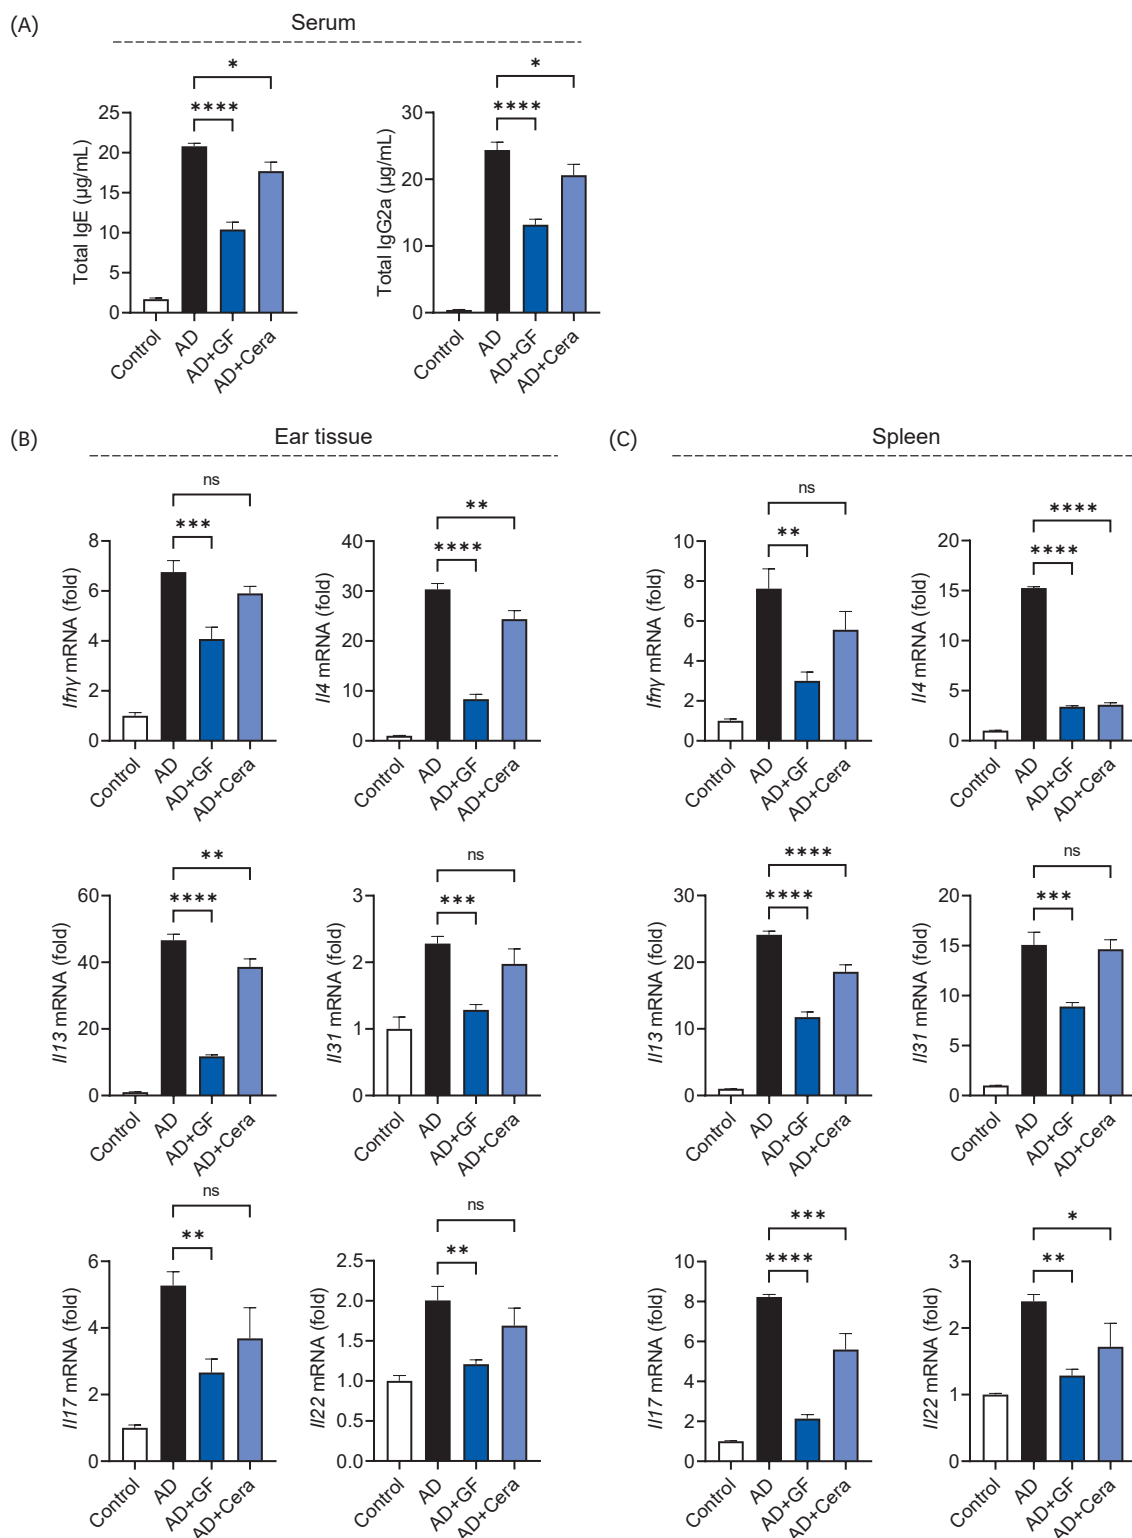 (A)
Serum
*
****
Total IgE (µg/mL)
25
20
15
10
5
0
Control
AD
AD+GF
AD+Cera
*
****
Total IgG2a (µg/mL)
30
20
10
0
Control
AD
AD+GF
AD+Cera
(B)
Ear tissue
ns
***
Ifnγ mRNA (fold)
8
6
4
2
0
Control
AD
AD+GF
AD+Cera
**
****
Il4 mRNA (fold)
40
30
20
10
0
Control
AD
AD+GF
AD+Cera
**
****
Il13 mRNA (fold)
60
40
20
0
Control
AD
AD+GF
AD+Cera
ns
***
Il31 mRNA (fold)
3
2
1
0
Control
AD
AD+GF
AD+Cera
ns
**
Il17 mRNA (fold)
6
4
2
0
Control
AD
AD+GF
AD+Cera
ns
**
Il22 mRNA (fold)
2.5
2.0
1.5
1.0
0.5
0.0
Control
AD
AD+GF
AD+Cera
(C)
Spleen
ns
**
Ifnγ mRNA (fold)
10
8
6
4
2
0
Control
AD
AD+GF
AD+Cera
****
****
Il4 mRNA (fold)
20
15
10
5
0
Control
AD
AD+GF
AD+Cera
****
****
Il13 mRNA (fold)
30
20
10
0
Control
AD
AD+GF
AD+Cera
ns
***
Il31 mRNA (fold)
20
15
10
5
0
Control
AD
AD+GF
AD+Cera
***
****
Il17 mRNA (fold)
10
8
6
4
2
0
Control
AD
AD+GF
AD+Cera
*
**
Il22 mRNA (fold)
3
2
1
0
Control
AD
AD+GF
AD+Cera